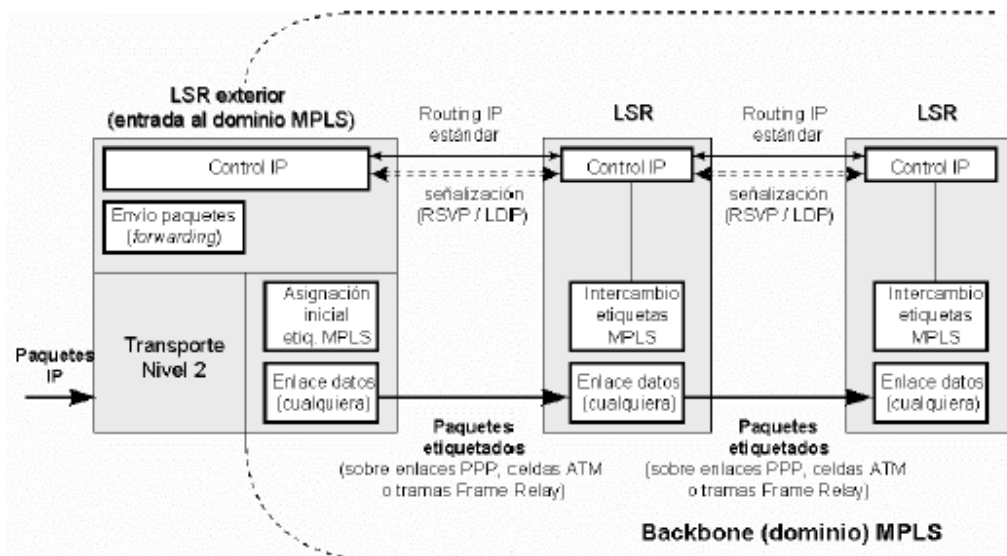 LSR exterior
(entrada al dominio MPLS)
Routing IP
estándar
LSR
Routing IP
estándar
LSR
Control IP
Control IP
Control IP
señalización
(RSVP / LDP)
señalización
(RSVP / LDP)
Envío paquetes
(forwarding)
Asignación
inicial
etiq. MPLS
Intercambio
etiquetas
MPLS
Intercambio
etiquetas
MPLS
Paquetes
IP
Transporte
Nivel 2
Enlace datos
(cualquiera)
Enlace datos
(cualquiera)
Enlace datos
(cualquiera)
Paquetes
etiquetados
(sobre enlaces PPP, celdas ATM
o tramas Frame Relay)
Paquetes
etiquetados
(sobre enlaces PPP, celdas ATM
o tramas Frame Relay)
Backbone (dominio) MPLS